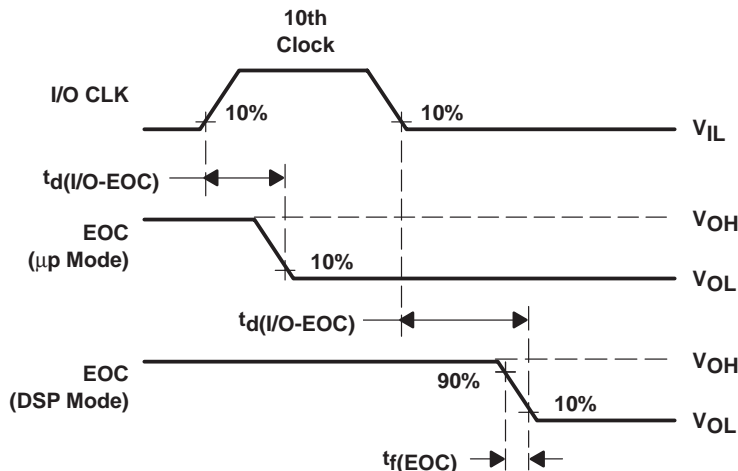 10th
Clock
I/O CLK
10%
10%
VIL
td(I/O-EOC)
EOC
(μp Mode)
10%
VOH
VOL
td(I/O-EOC)
EOC
(DSP Mode)
90%
10%
VOH
VOL
tf(EOC)